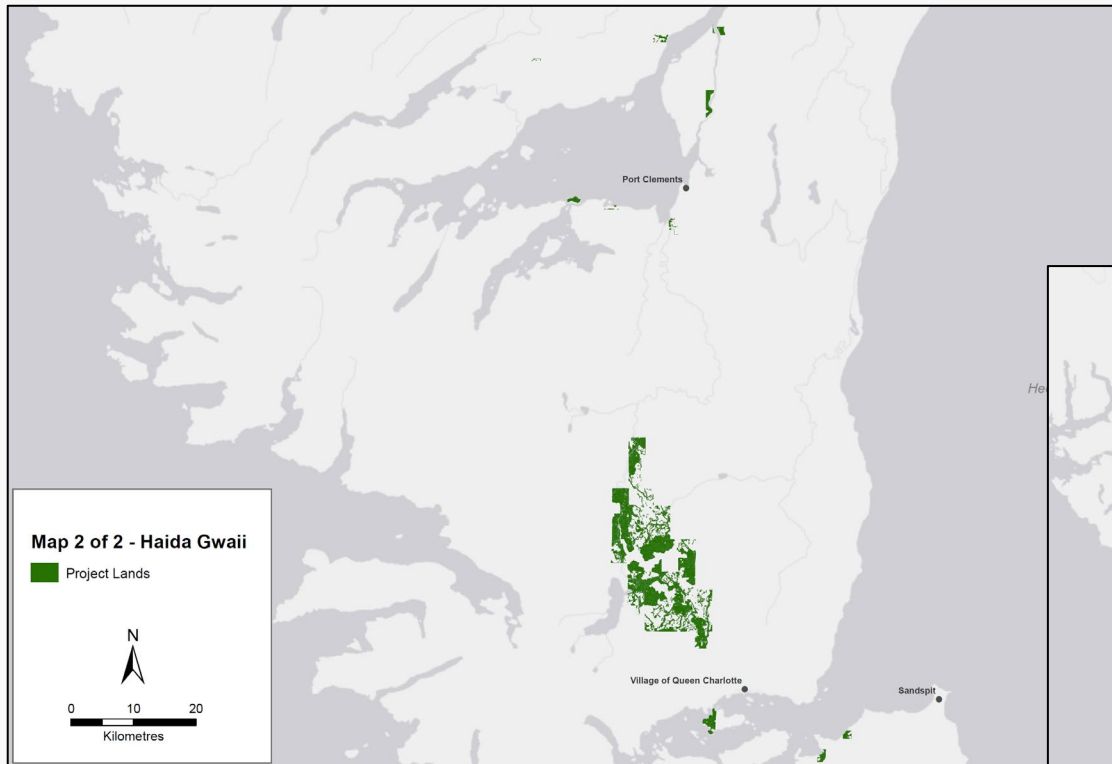 Port Clements
Map 2 of 2 - Haida Gwaii
Project Lands
N
0 10 20
Kilometres
Village of Queen Charlotte
Sandspit